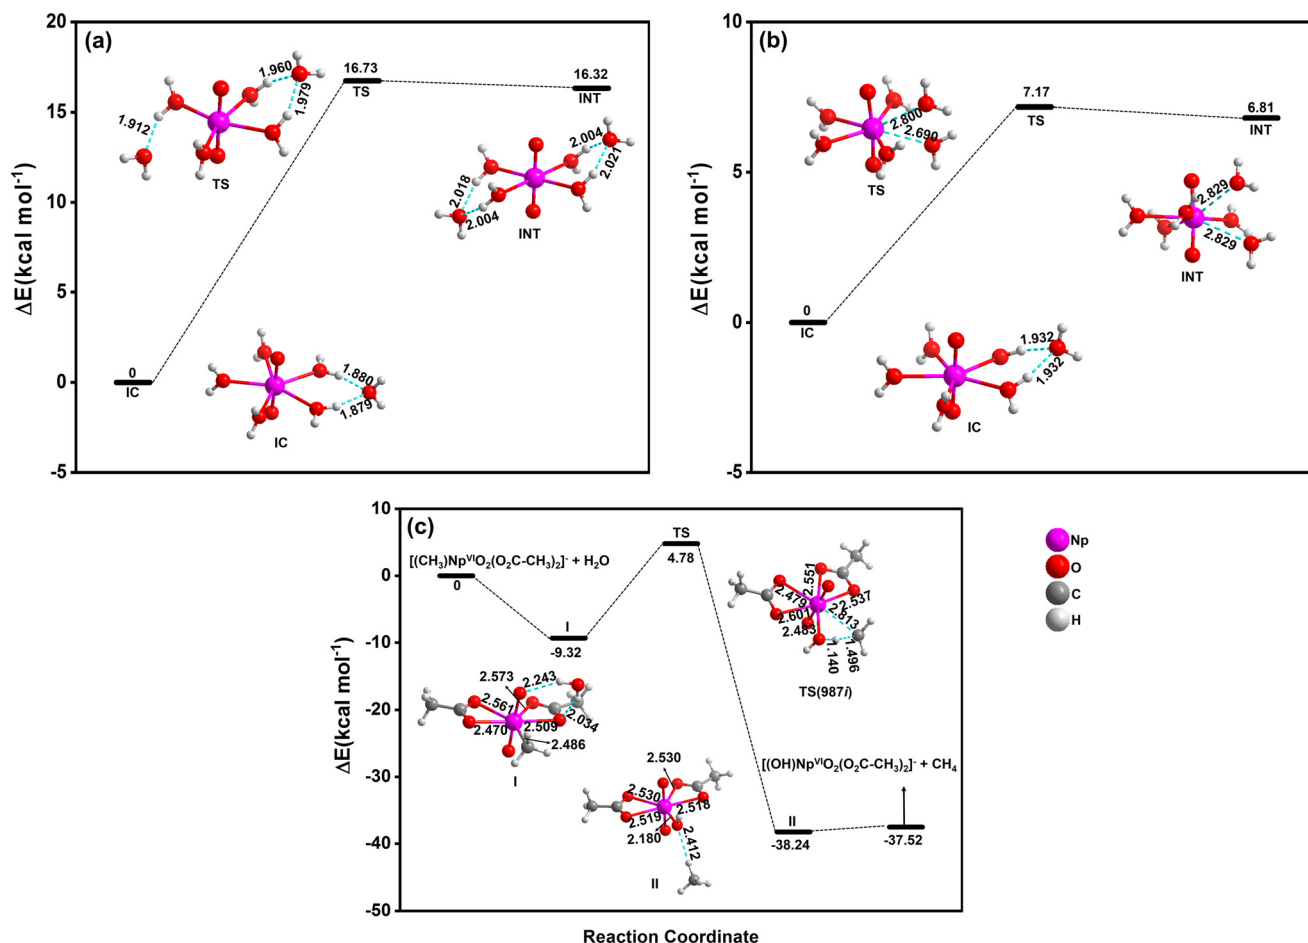 (a)
20
15
10
5
0
-5
ΔE(kcal mol⁻¹)
0
IC
16.73
TS
16.32
INT
1.960
1.979
1.912
TS
2.004
2.021
2.018
2.004
INT
1.880
1.879
IC
(b)
10
5
0
-5
ΔE(kcal mol⁻¹)
0
IC
7.17
TS
6.81
INT
2.800
2.690
TS
2.829
2.829
INT
1.932
1.932
IC
(c)
10
0
-10
-20
-30
-40
-50
ΔE(kcal mol⁻¹)
[(CH₃)NpⱽᴵO₂(O₂C-CH₃)₂]⁻ + H₂O
0
I
-9.32
TS
4.78
2.551
2.479
2.537
2.601
2.813
2.483
1.140
1.496
TS(987i)
2.573
2.243
2.561
2.034
2.470
2.509
2.486
I
2.530
2.530
2.518
2.519
2.180
2.412
II
II
-38.24
[(OH)NpⱽᴵO₂(O₂C-CH₃)₂]⁻ + CH₄
-37.52
Reaction Coordinate
Np
O
C
H